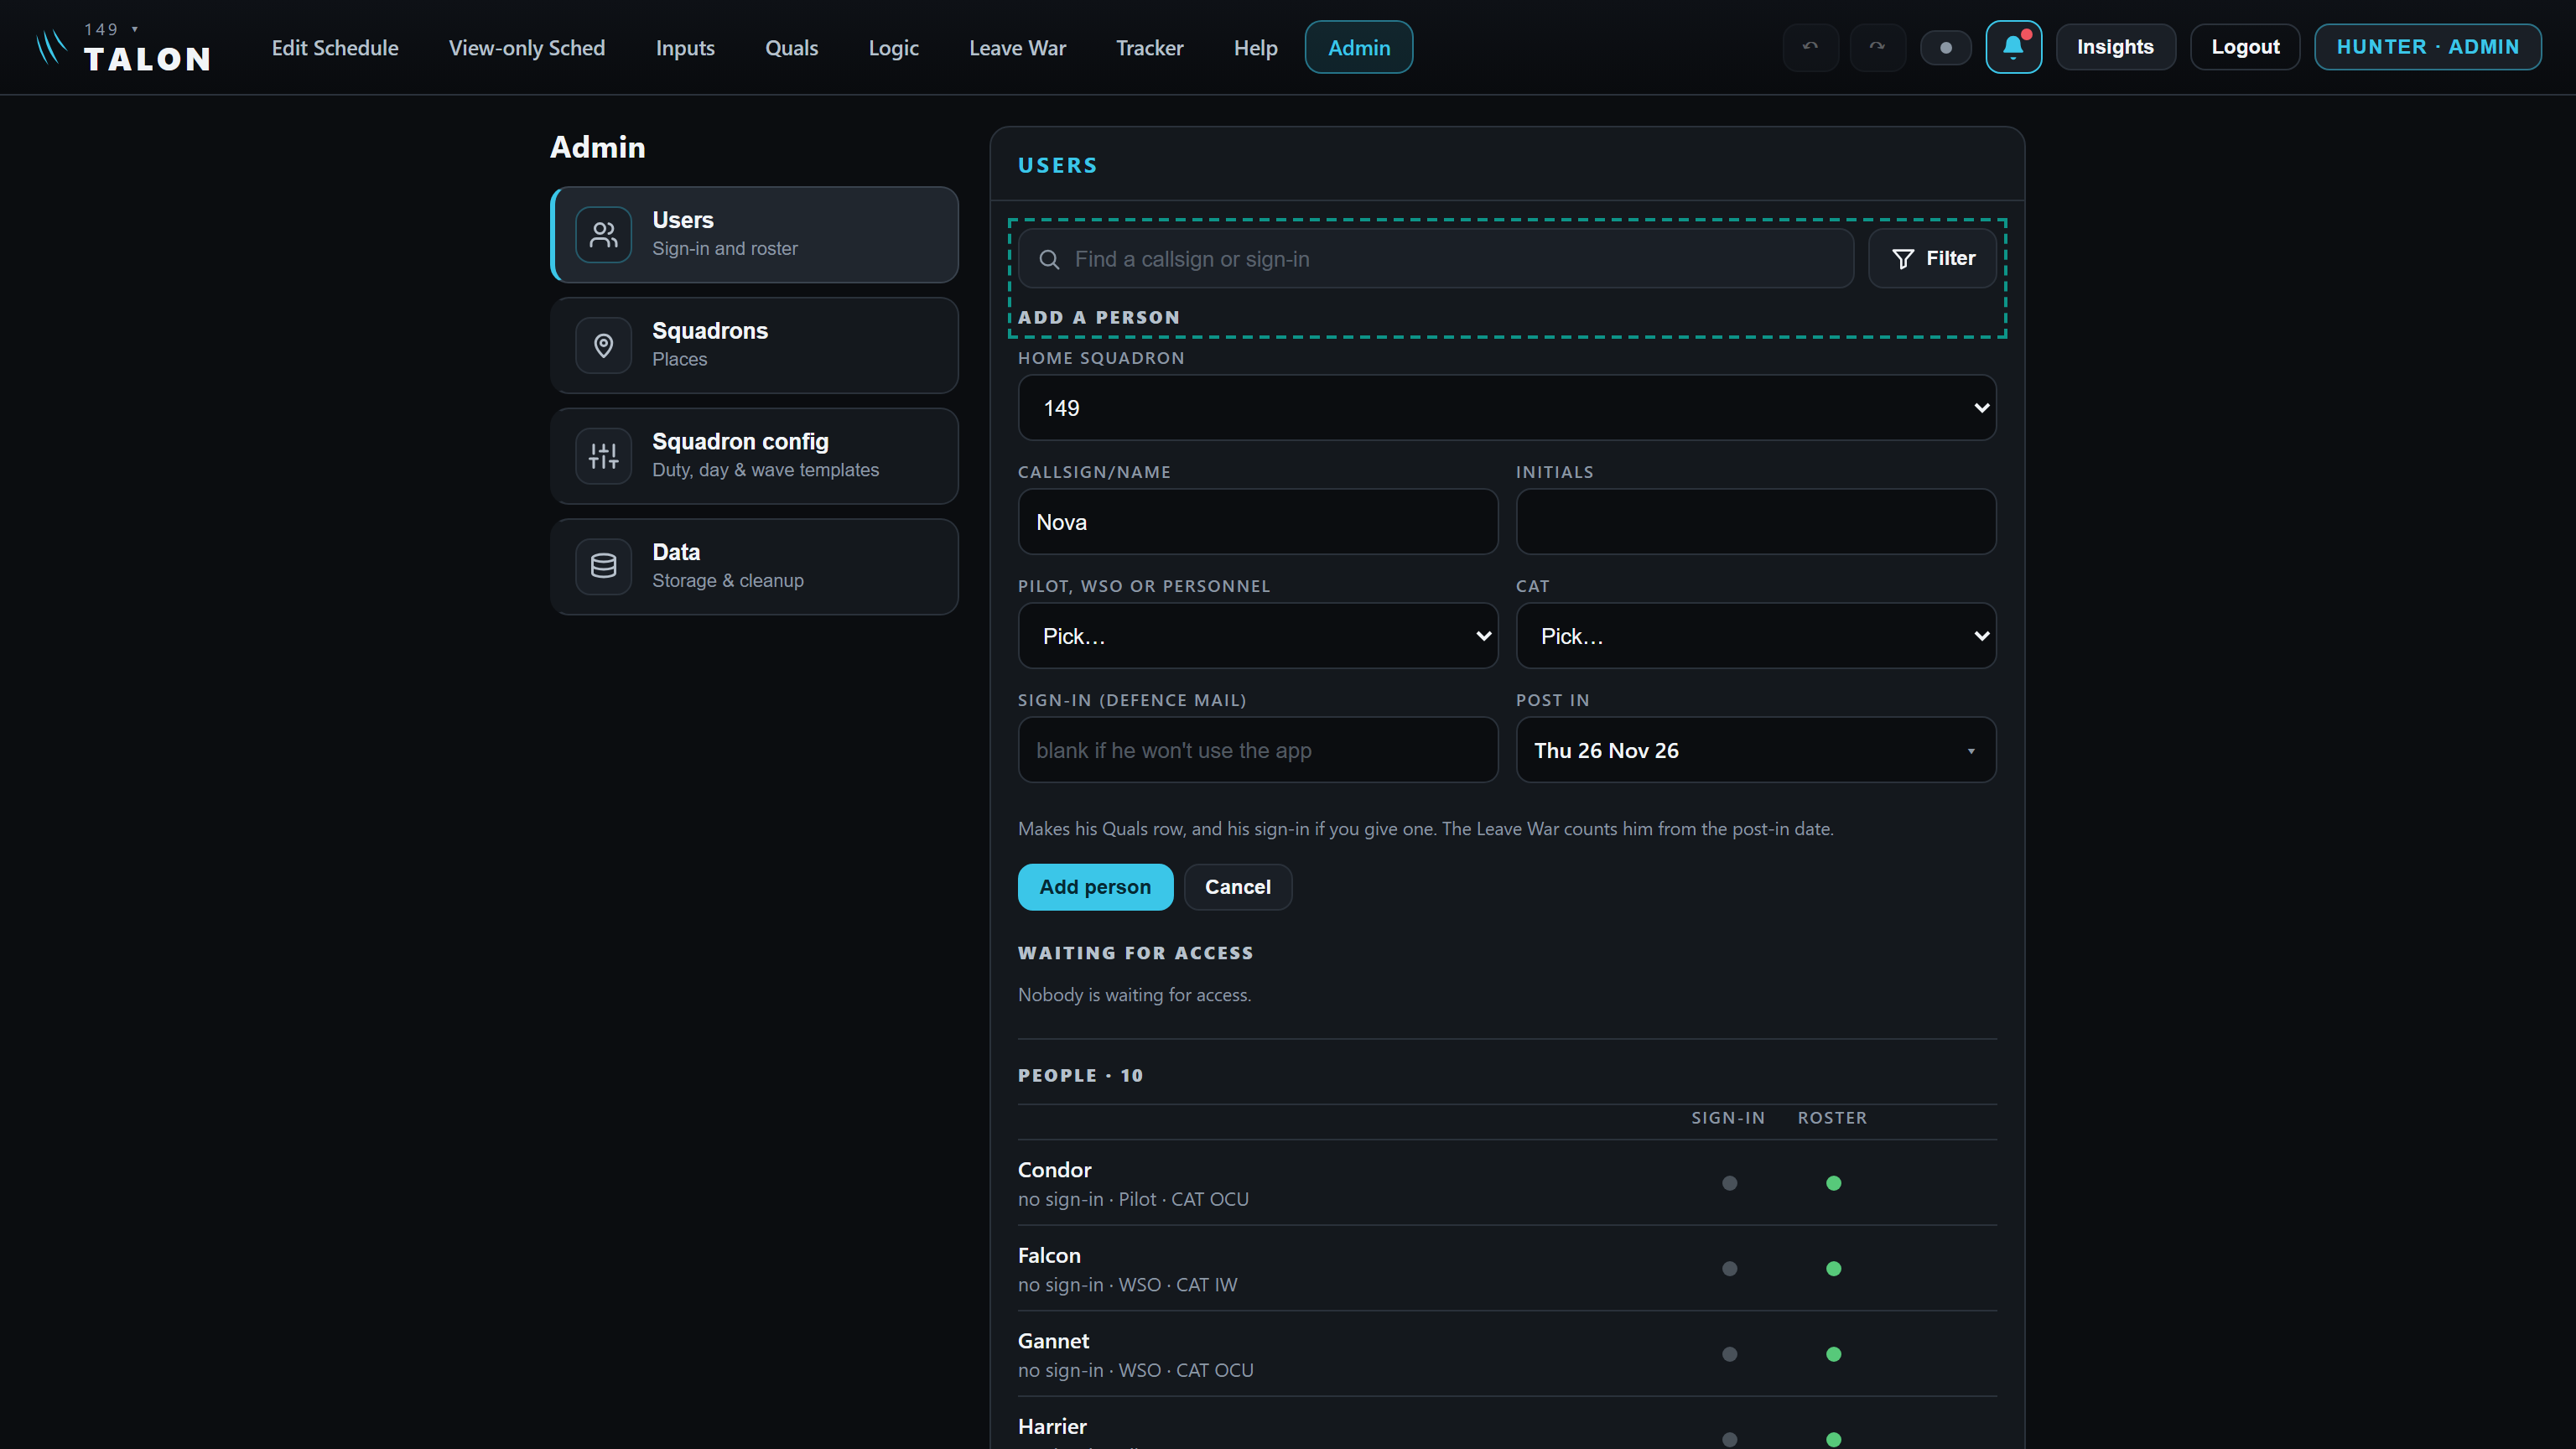 149 ▾
TALON
Edit Schedule
View-only Sched
Inputs
Quals
Logic
Leave War
Tracker
Help
Admin
Insights
Logout
HUNTER · ADMIN
Admin
Users
Sign-in and roster
Squadrons
Places
Squadron config
Duty, day & wave templates
Data
Storage & cleanup
USERS
Find a callsign or sign-in
Filter
ADD A PERSON
HOME SQUADRON
149
CALLSIGN/NAME
INITIALS
Nova
PILOT, WSO OR PERSONNEL
CAT
Pick…
Pick…
SIGN-IN (DEFENCE MAIL)
POST IN
blank if he won't use the app
Thu 26 Nov 26
Makes his Quals row, and his sign-in if you give one. The Leave War counts him from the post-in date.
Add person
Cancel
WAITING FOR ACCESS
Nobody is waiting for access.
PEOPLE · 10
SIGN-IN
ROSTER
Condor
no sign-in · Pilot · CAT OCU
Falcon
no sign-in · WSO · CAT IW
Gannet
no sign-in · WSO · CAT OCU
Harrier